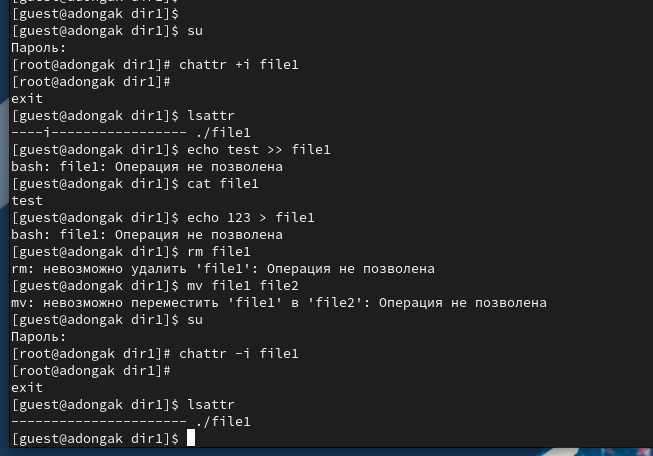 [guest@adongak dir1]$
[guest@adongak dir1]$ su
Пароль:
[root@adongak dir1]# chattr +i file1
[root@adongak dir1]#
exit
[guest@adongak dir1]$ lsattr
----i----------------- ./file1
[guest@adongak dir1]$ echo test >> file1
bash: file1: Операция не позволена
[guest@adongak dir1]$ cat file1
test
[guest@adongak dir1]$ echo 123 > file1
bash: file1: Операция не позволена
[guest@adongak dir1]$ rm file1
rm: невозможно удалить 'file1': Операция не позволена
[guest@adongak dir1]$ mv file1 file2
mv: невозможно переместить 'file1' в 'file2': Операция не позволена
[guest@adongak dir1]$ su
Пароль:
[root@adongak dir1]# chattr -i file1
[root@adongak dir1]#
exit
[guest@adongak dir1]$ lsattr
---------------------- ./file1
[guest@adongak dir1]$